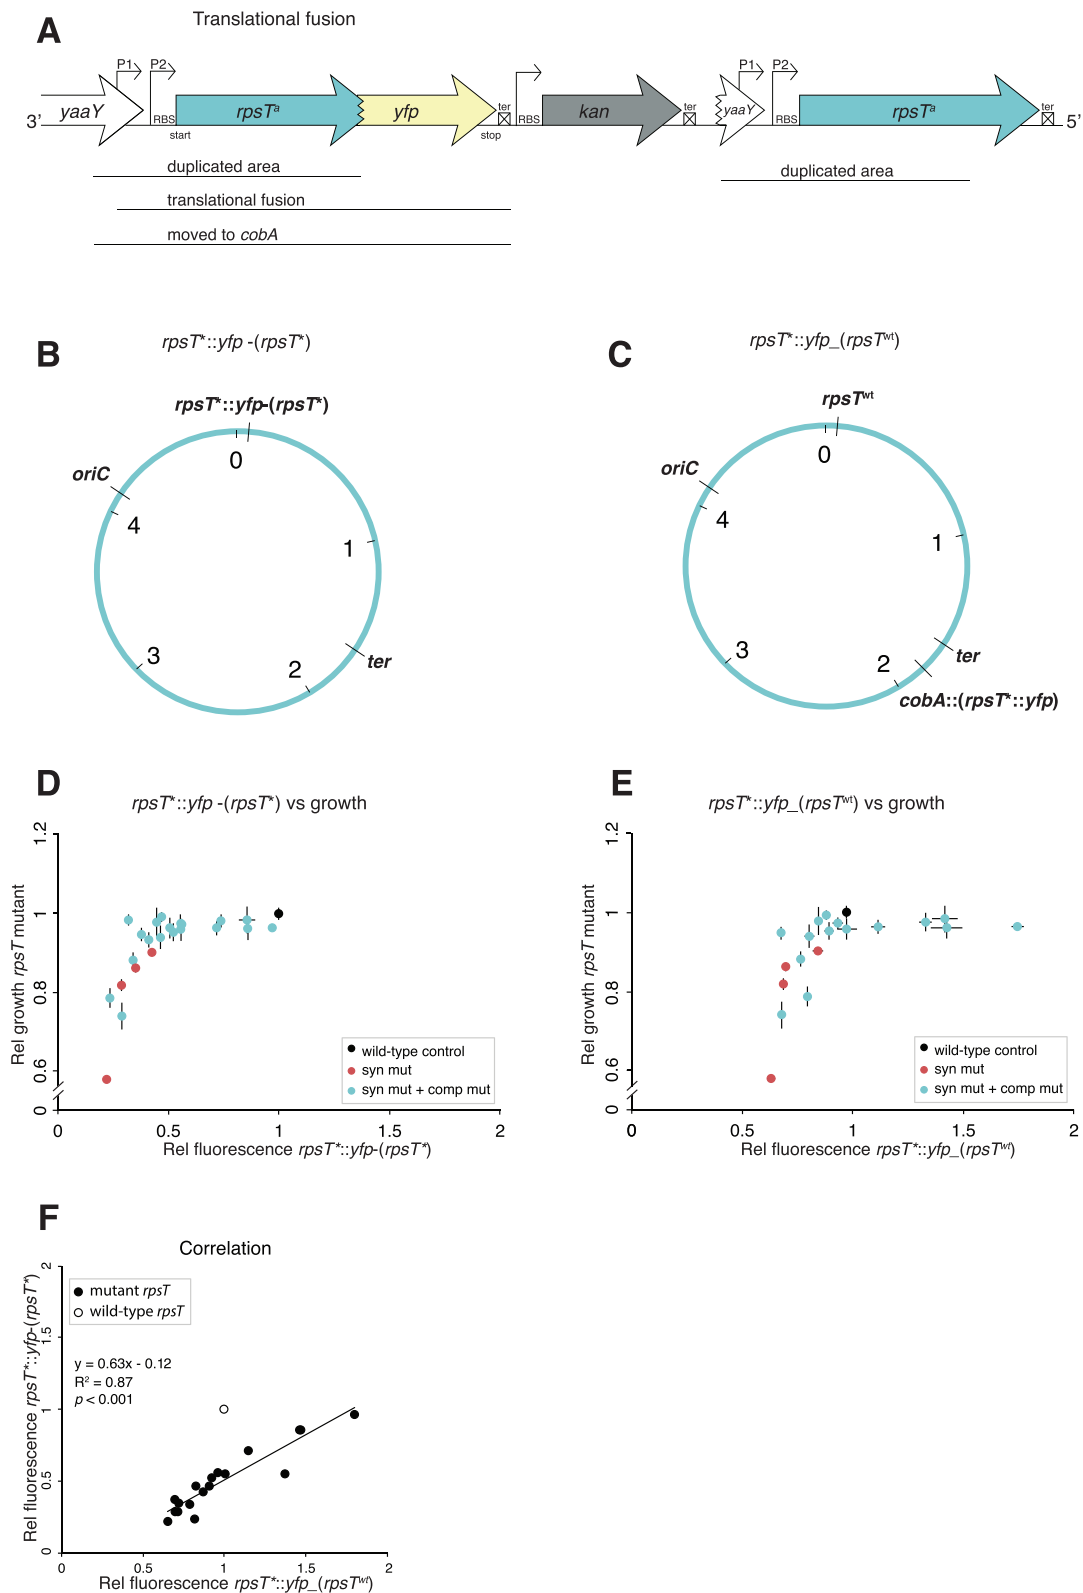 A
Translational fusion
P1 P2 P1 P2
3’ yaaY RBS rpsTa yfp ter RBS kan ter yaaY RBS rpsTa ter 5’
start stop
duplicated area duplicated area
translational fusion
moved to cobA
B
rpsT*::yfp -(rpsT*)
rpsT*::yfp-(rpsT*)
0
oriC
4
1
3
2
ter
C
rpsT*::yfp_(rpsTwt)
rpsTwt
0
oriC
4
1
3
2
ter
cobA::(rpsT*::yfp)
D
rpsT*::yfp -(rpsT*) vs growth
Rel growth rpsT mutant
1.2
1
0.8
0.6
0
wild-type control
syn mut
syn mut + comp mut
0 0.5 1 1.5 2
Rel fluorescence rpsT*::yfp-(rpsT*)
E
rpsT*::yfp_(rpsTwt) vs growth
Rel growth rpsT mutant
1.2
1
0.8
0.6
0
wild-type control
syn mut
syn mut + comp mut
0 0.5 1 1.5 2
Rel fluorescence rpsT*::yfp_(rpsTwt)
F
Correlation
Rel fluorescence rpsT*::yfp-(rpsT*)
2
1.5
1
0.5
0
mutant rpsT
wild-type rpsT
y = 0.63x - 0.12
R2 = 0.87
p < 0.001
0 0.5 1 1.5 2
Rel fluorescence rpsT*::yfp_(rpsTwt)